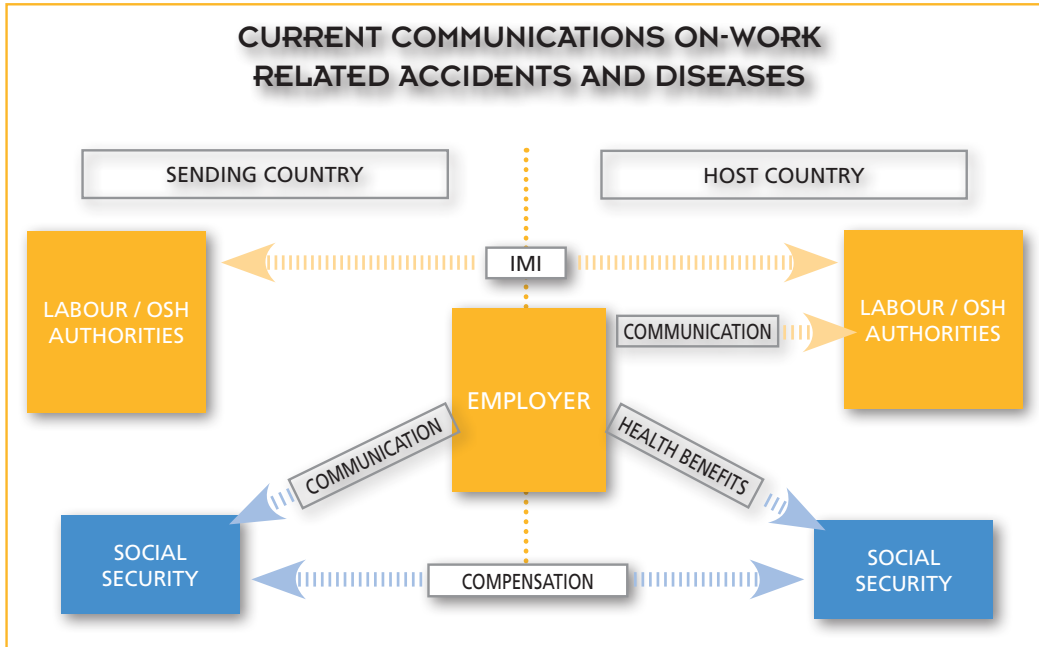 CURRENT COMMUNICATIONS ON-WORK
RELATED ACCIDENTS AND DISEASES
SENDING COUNTRY
HOST COUNTRY
IMI
LABOUR / OSH
AUTHORITIES
LABOUR / OSH
AUTHORITIES
COMMUNICATION
EMPLOYER
COMMUNICATION
HEALTH BENEFITS
SOCIAL
SECURITY
COMPENSATION
SOCIAL
SECURITY